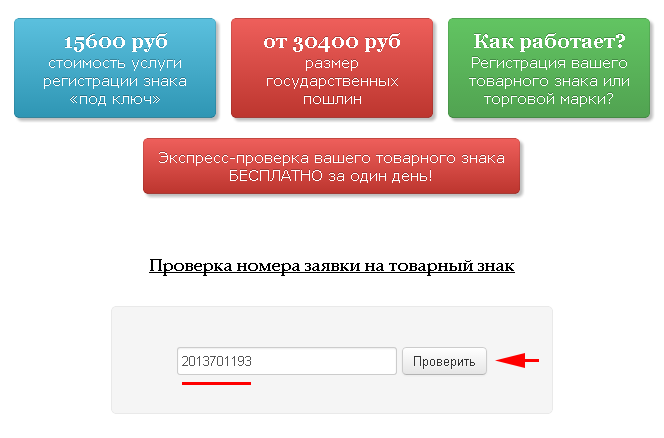 15600 руб
стоимость услуги
регистрации знака
«под ключ»
от 30400 руб
размер
государственных
пошлин
Как работает?
Регистрация вашего
товарного знака или
торговой марки?
Экспресс-проверка вашего товарного знака
БЕСПЛАТНО за один день!
Проверка номера заявки на товарный знак
2013701193 Проверить